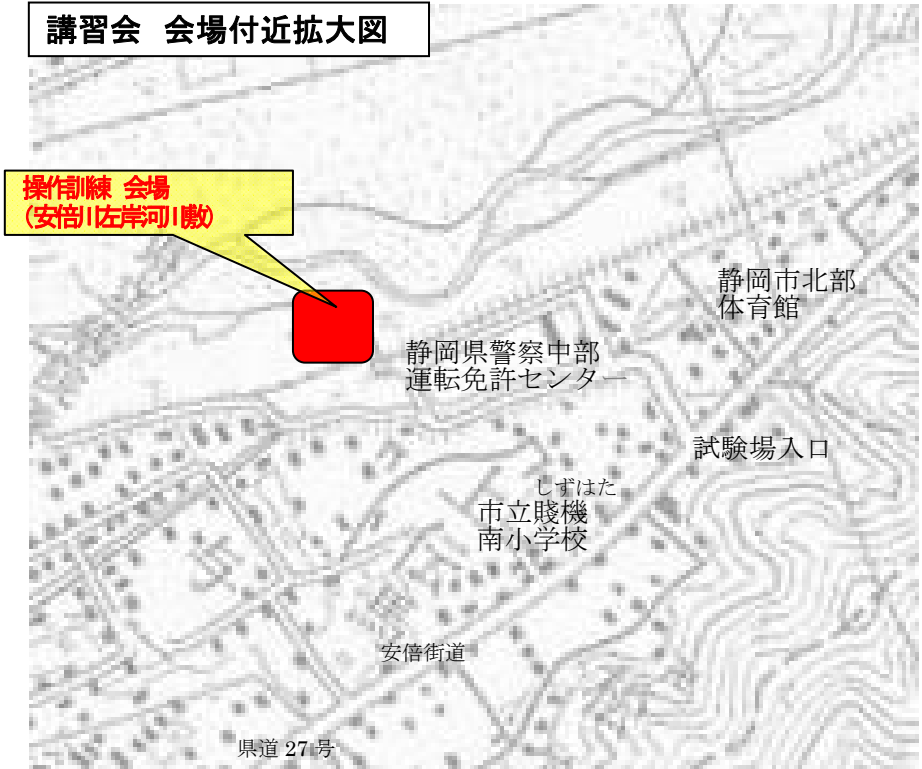 講習会 会場付近拡大図
操作訓練 会場
(安倍川左岸河川敷)
静岡市北部
体育館
静岡県警察中部
運転免許センター
試験場入口
しずはた
市立賤機
南小学校
安倍街道
県道 27 号